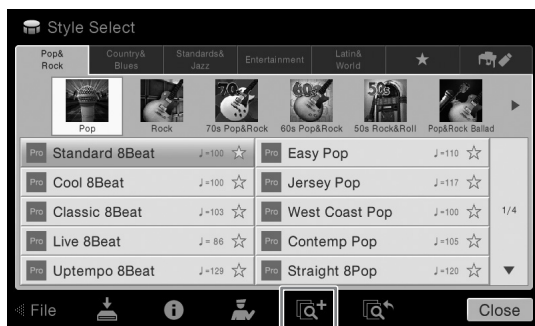 Style Select
Pop& Rock
Country& Blues
Standards& Jazz
Entertainment
Latin& World
Pop
Rock
70s
70s Pop&Rock
60s
60s Pop&Rock
50s
50s Rock&Roll
Pop&Rock Ballad
Pro Standard 8Beat ♩=100
Pro Easy Pop ♩=110
Pro Cool 8Beat ♩=100
Pro Jersey Pop ♩=117
Pro Classic 8Beat ♩=103
Pro West Coast Pop ♩=100
1/4
Pro Live 8Beat ♩= 86
Pro Contemp Pop ♩=105
Pro Uptempo 8Beat ♩=129
Pro Straight 8Pop ♩=120
File
Close